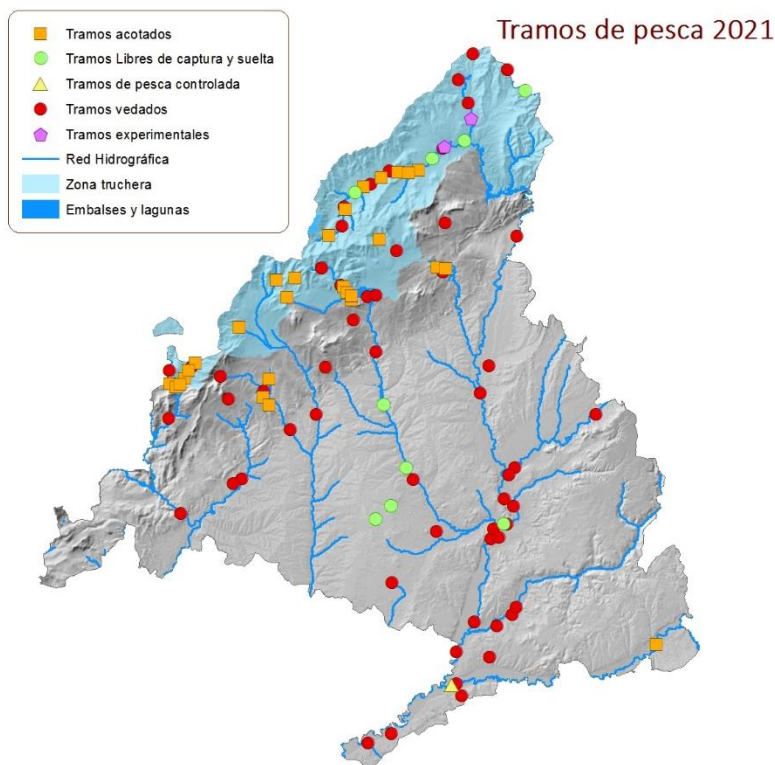 Tramos de pesca 2021
Tramos acotados
Tramos Libres de captura y suelta
Tramos de pesca controlada
Tramos vedados
Tramos experimentales
Red Hidrográfica
Zona truchera
Embalses y lagunas